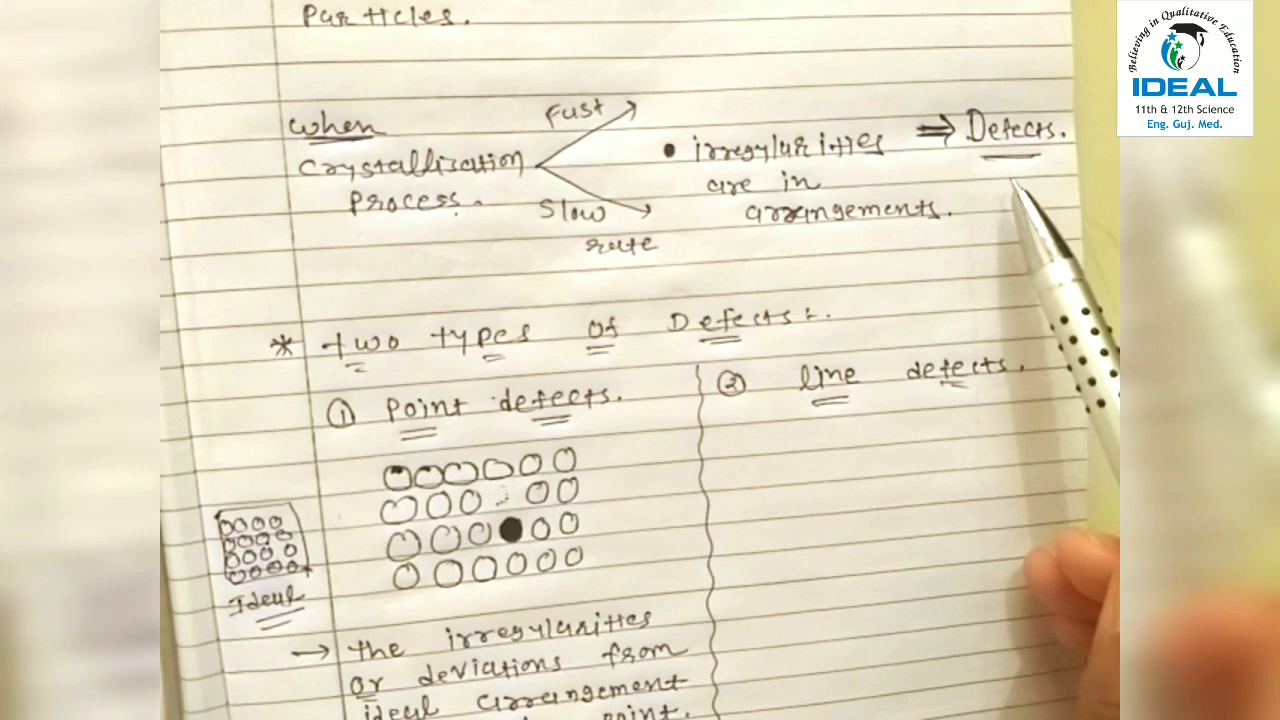 Particles.
Believing in Qualitative Education
IDEAL
11th & 12th Science
Eng. Guj. Med.
when
Crystallization
Process.
Fast
Slow
rate
• irregularities
are in
arrangements.
⇒ Defects.
* two types of Defects :.
① Point defects.
② line defects.
Ideal
→ the irregularities
or deviations from
ideal arrangement
point.